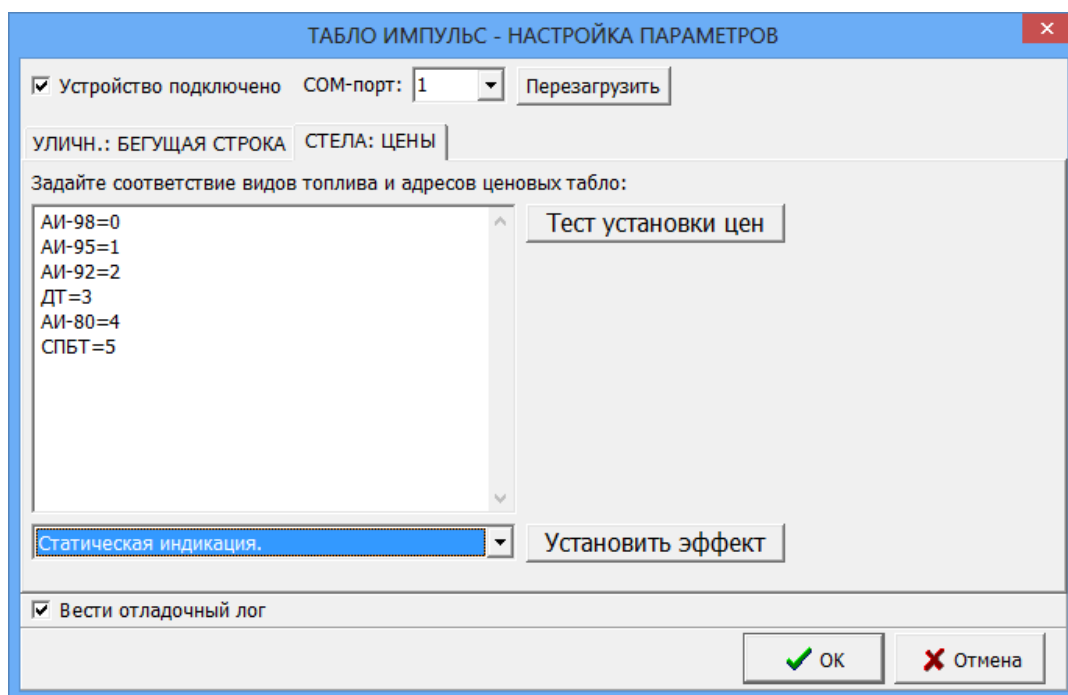 ТАБЛО ИМПУЛЬС - НАСТРОЙКА ПАРАМЕТРОВ
Устройство подключено COM-порт: 1 Перезагрузить
УЛИЧН.: БЕГУЩАЯ СТРОКА СТЕЛА: ЦЕНЫ
Задайте соответствие видов топлива и адресов ценовых табло:
АИ-98=0
АИ-95=1
АИ-92=2
ДТ=3
АИ-80=4
СПБТ=5
Тест установки цен
Статическая индикация. Установить эффект
Вести отладочный лог
ОК Отмена